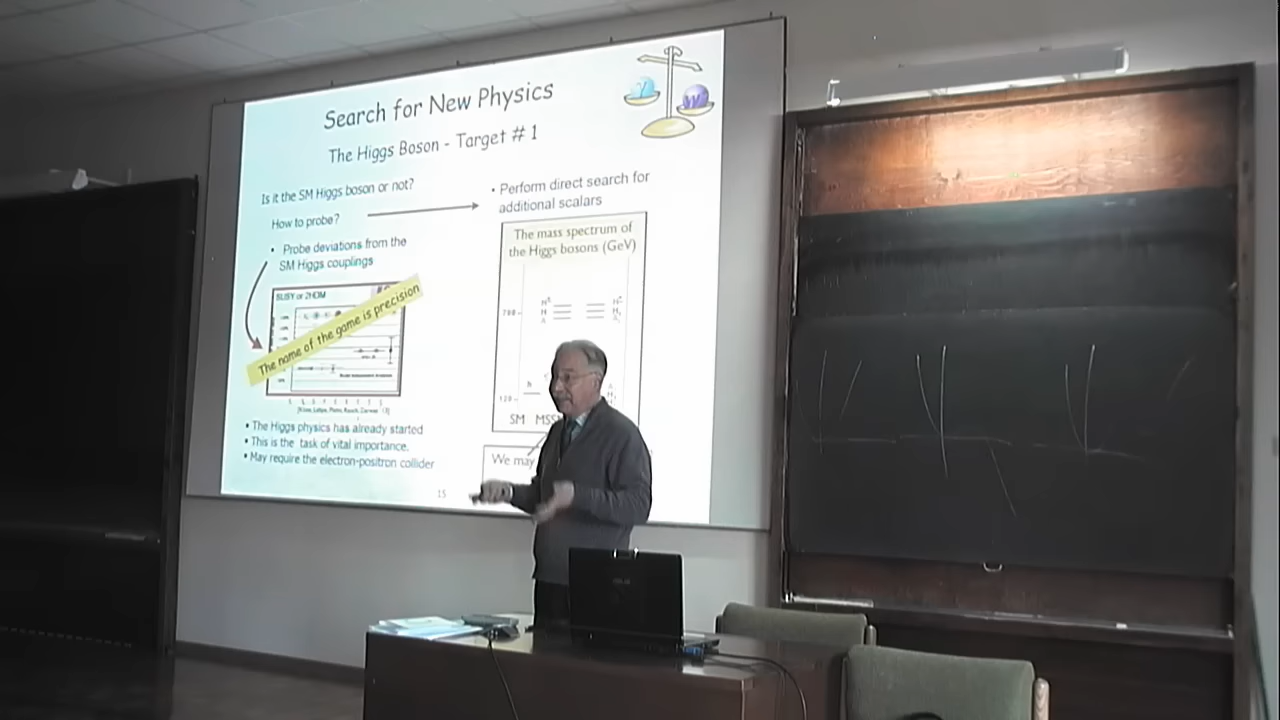 Search for New Physics
The Higgs Boson - Target # 1
Is it the SM Higgs boson or not?
How to probe?
• Probe deviations from the
SM Higgs couplings
SUSY or 2HDM
The name of the game is precision
• The Higgs physics has already started
• This is the task of vital importance.
• May require the electron-positron collider
15
• Perform direct search for
additional scalars
The mass spectrum of
the Higgs bosons (GeV)
700
H
A
h
120
SM
We may
ASUS